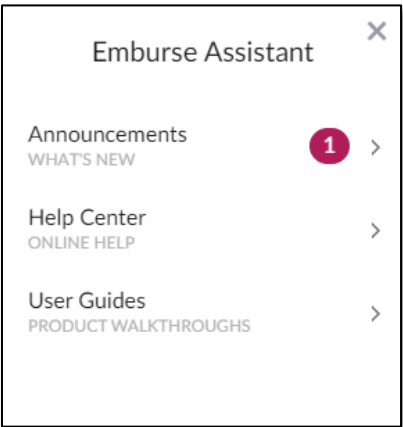 Emburse Assistant
Announcements
1
WHAT'S NEW
Help Center
ONLINE HELP
User Guides
PRODUCT WALKTHROUGHS